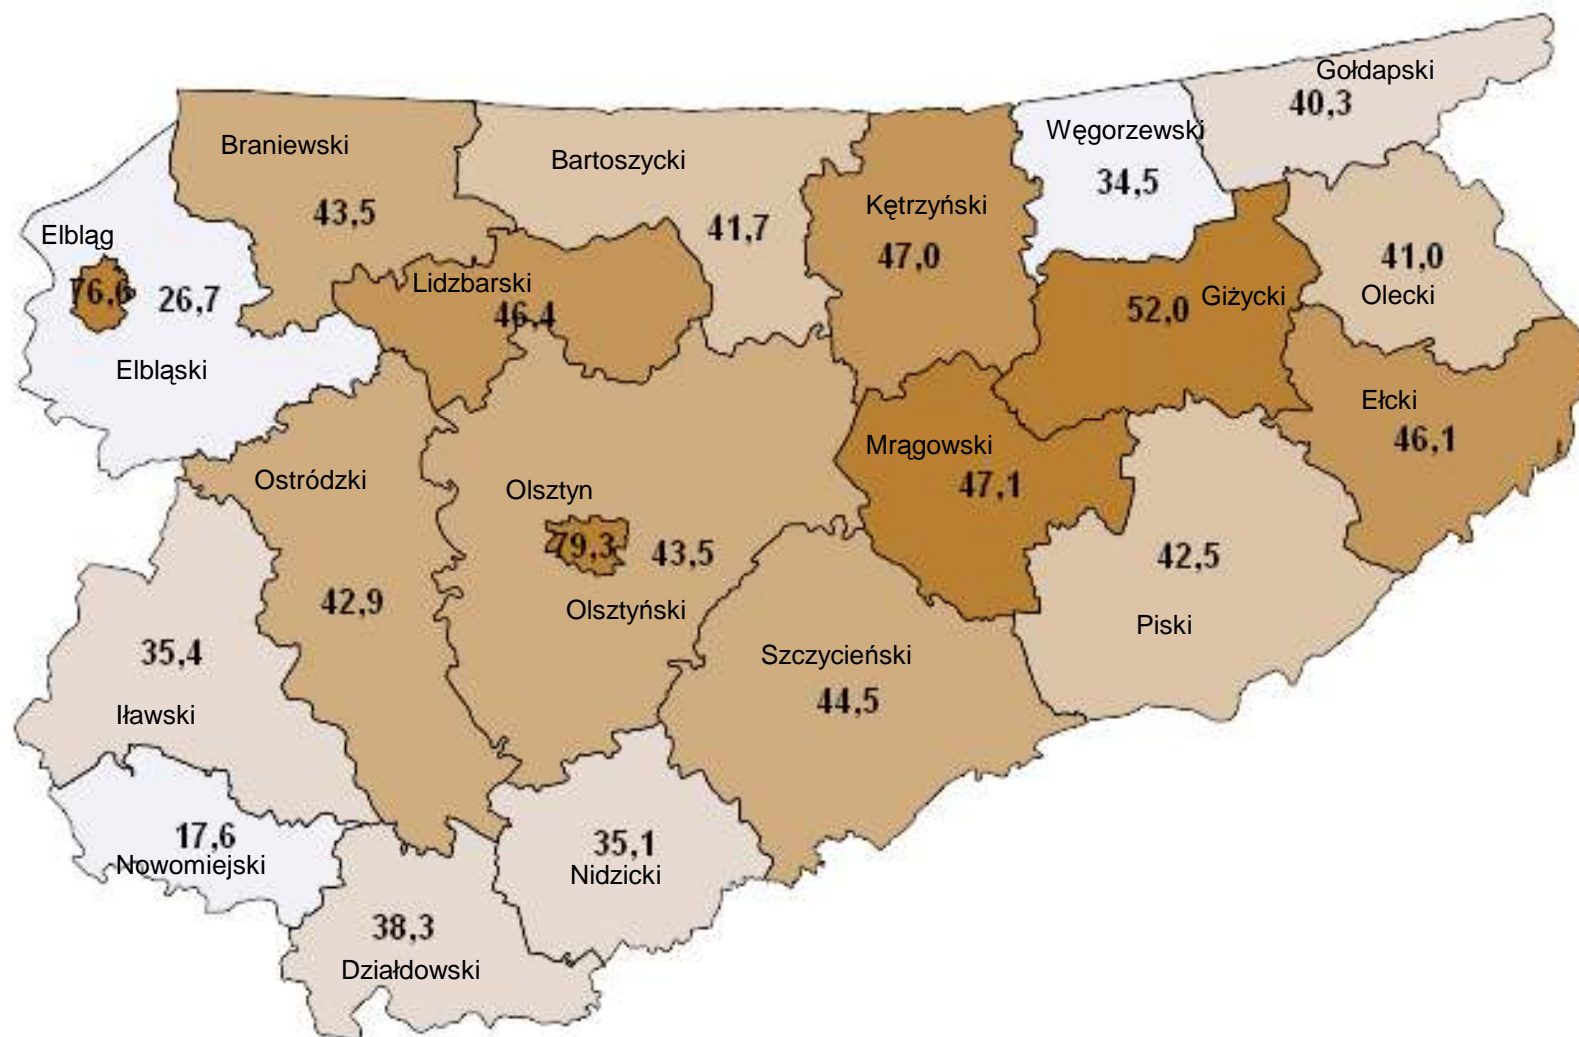 Gołdapski
40,3
Węgorzewski
34,5
Braniewski
43,5
Bartoszycki
41,7
Kętrzyński
47,0
Elbląg
76,6
26,7
Elbląski
Lidzbarski
46,4
52,0
Giżycki
41,0
Olecki
Ełcki
46,1
Mrągowski
47,1
Ostródzki
42,9
Olsztyn
79,3
43,5
Olsztyński
42,5
Piski
35,4
Iławski
Szczycieński
44,5
17,6
Nowomiejski
35,1
Nidzicki
38,3
Działdowski